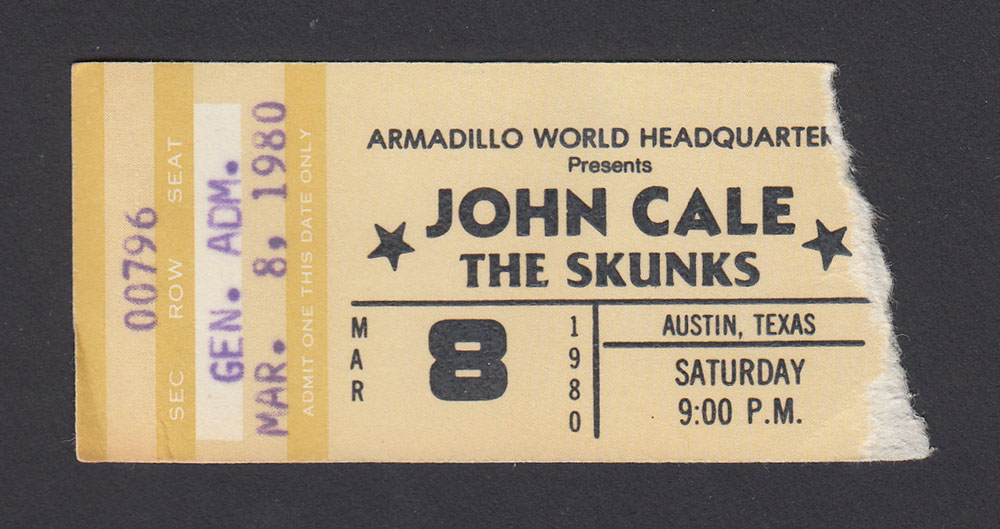 00796
SEC ROW SEAT
GEN. ADM.
MAR. 8, 1980
ADMIT ONE THIS DATE ONLY
ARMADILLO WORLD HEADQUARTER
Presents
JOHN CALE
THE SKUNKS
MAR
8
1980
AUSTIN, TEXAS
SATURDAY
9:00 P.M.